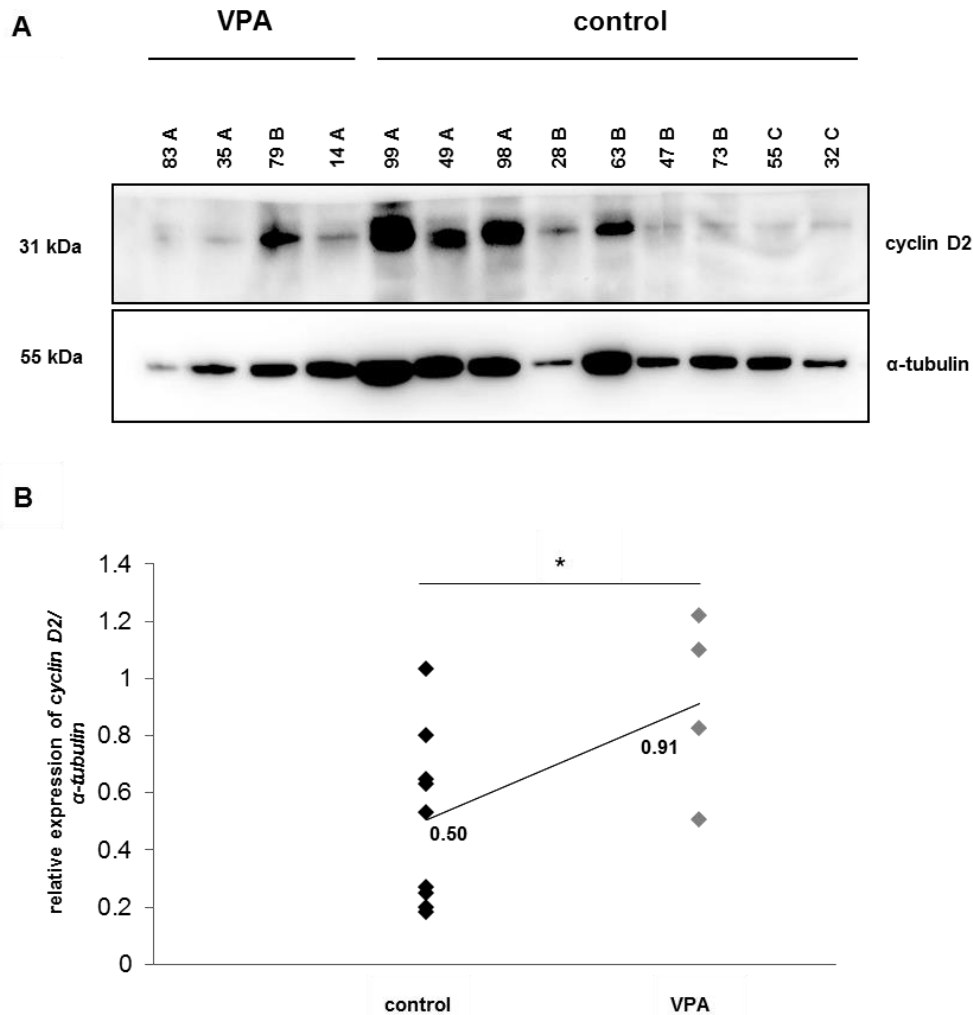 A
VPA
control
83 A
35 A
79 B
14 A
99 A
49 A
98 A
28 B
63 B
47 B
73 B
55 C
32 C
31 kDa
cyclin D2
55 kDa
α-tubulin
B
relative expression of cyclin D2/
α-tubulin
1.4
1.2
1
0.8
0.6
0.4
0.2
0
*
0.50
0.91
control
VPA